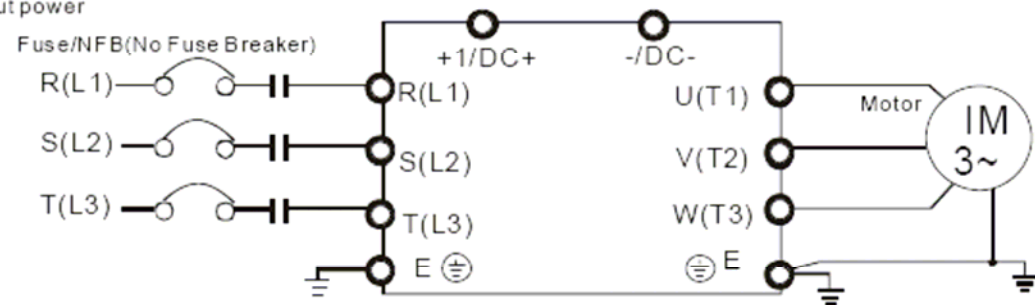 power
Fuse/NFB(No Fuse Breaker)
+1/DC+
-/DC-
R(L1)
R(L1)
U(T1)
Motor
IM
3~
S(L2)
S(L2)
V(T2)
T(L3)
T(L3)
W(T3)
E
E